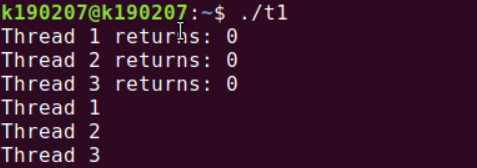 k190207@k190207:~$ ./t1
Thread 1 returns: 0
Thread 2 returns: 0
Thread 3 returns: 0
Thread 1
Thread 2
Thread 3